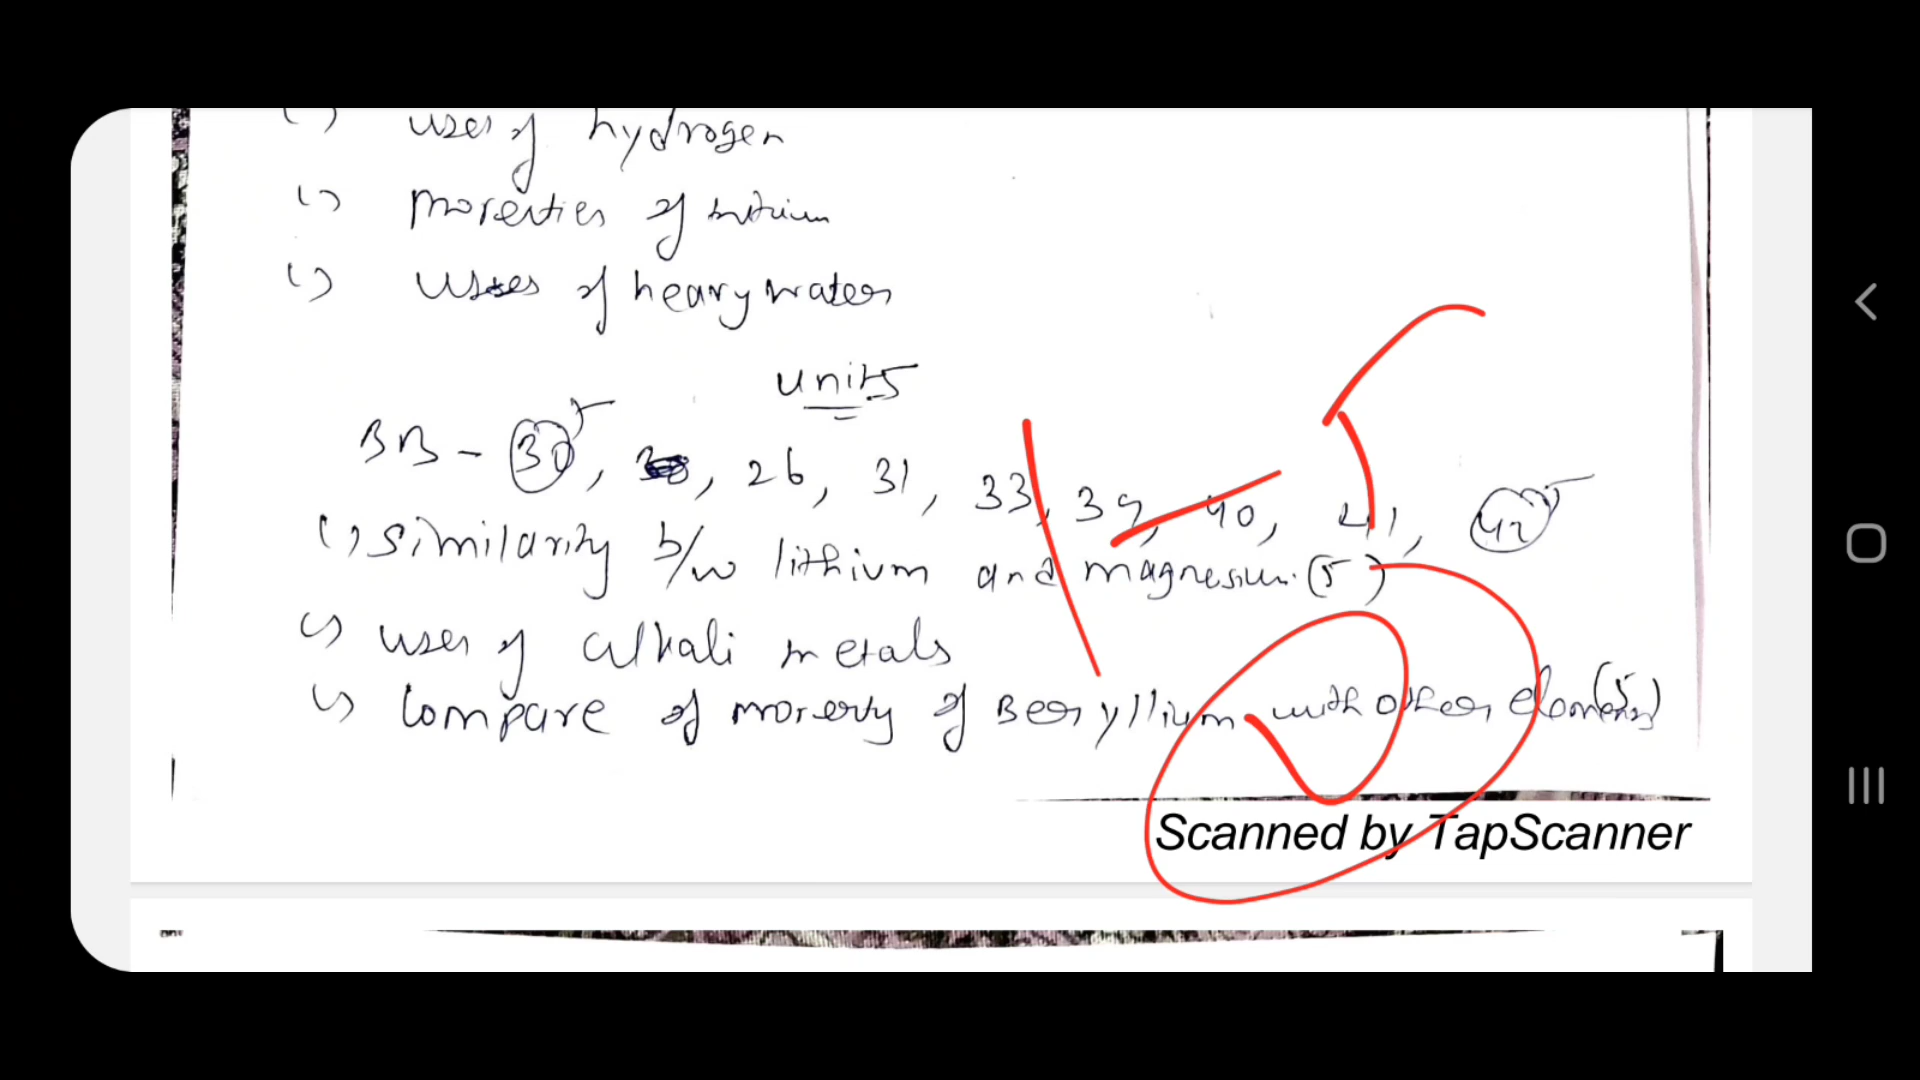 ( ) uses of hydrogen
( ) properties of tritium
( ) uses of heavy water
unit 5
BB - 30, , 26, 31, 33, 39, 40, 41, 42
( ) similarity b/w lithium and magnesium (5)
( ) uses of alkali metals
( ) Compare of property of Beryllium with other elements (5)
Scanned by TapScanner